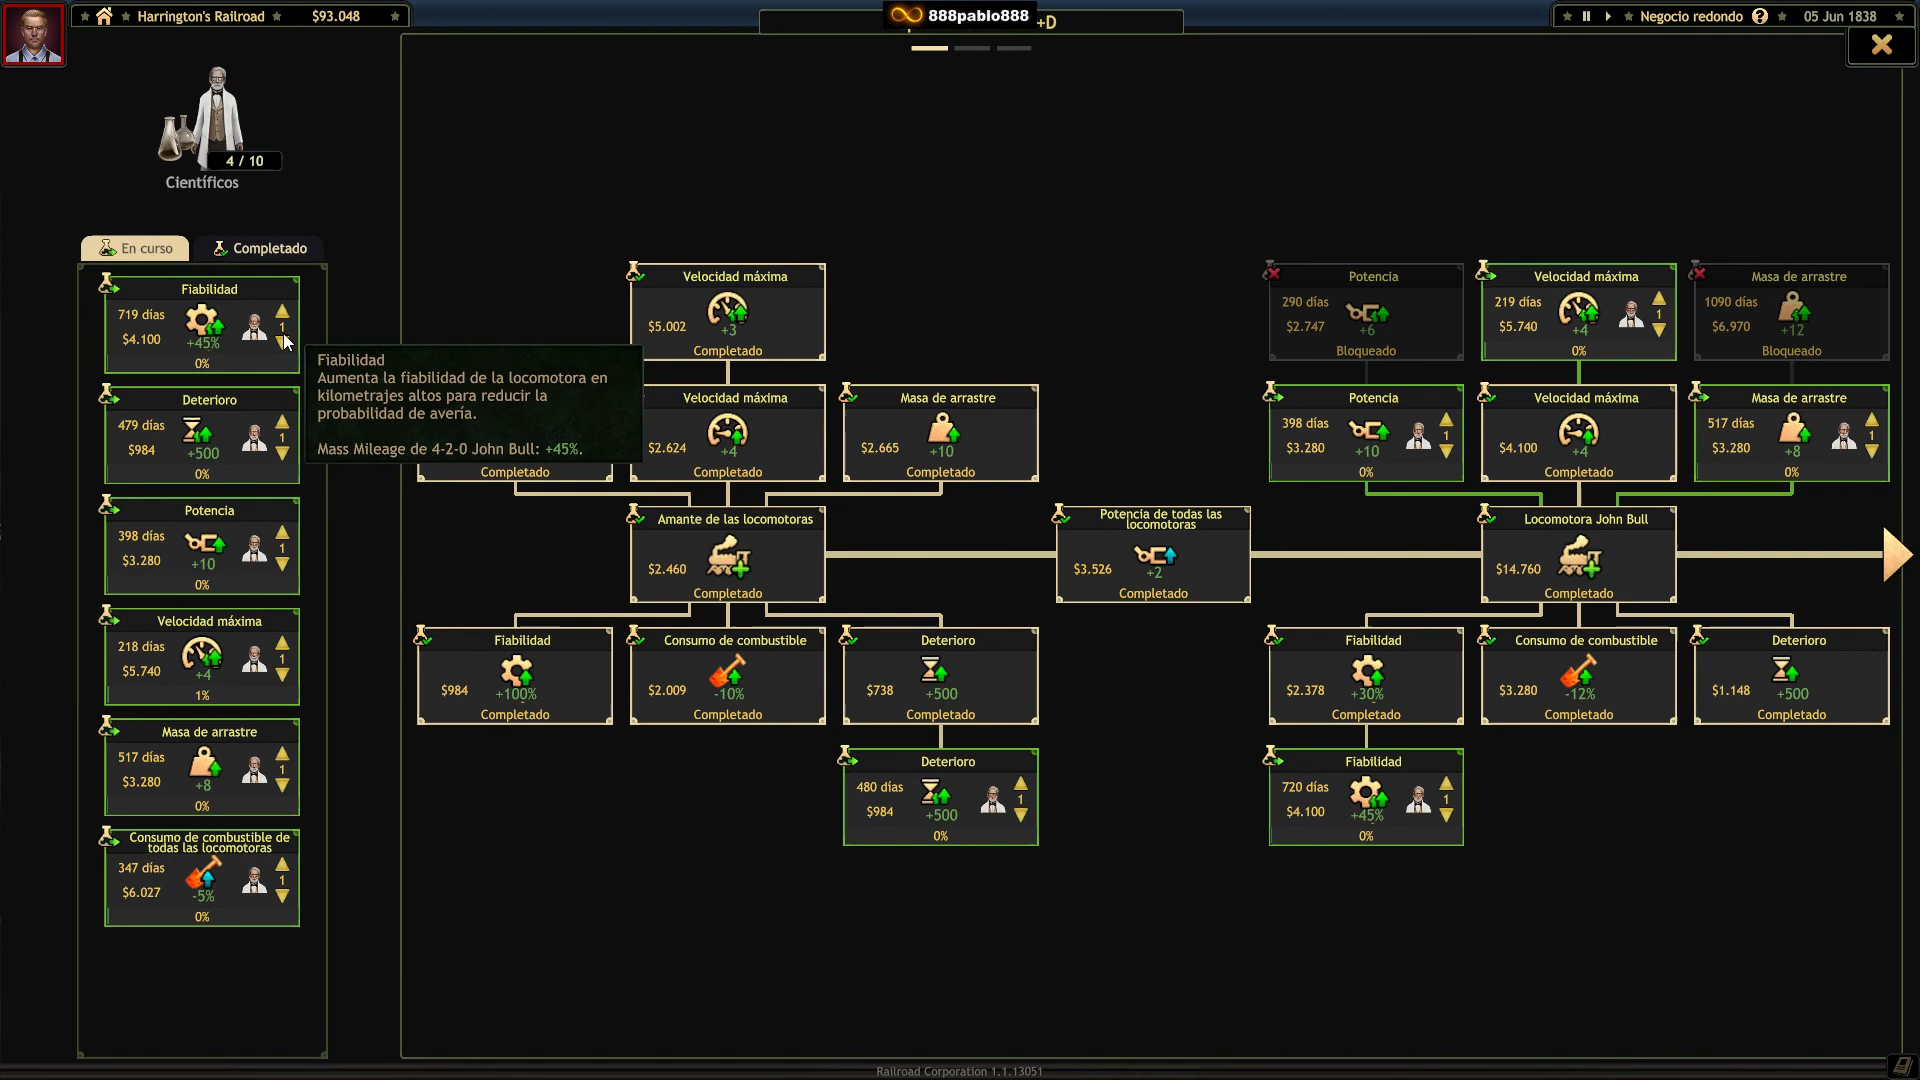 Harrington's Railroad
$93.048
888pablo888
+D
Negocio redondo
05 Jun 1838
4 / 10
Científicos
En curso
Completado
Fiabilidad
719 días
$4.100
+45%
1
0%
Deterioro
479 días
$984
+500
1
0%
Potencia
398 días
$3.280
+10
1
0%
Velocidad máxima
218 días
$5.740
+4
1
1%
Masa de arrastre
517 días
$3.280
+8
1
0%
Consumo de combustible de
todas las locomotoras
347 días
$6.027
-5%
1
0%
Fiabilidad
Aumenta la fiabilidad de la locomotora en
kilometrajes altos para reducir la
probabilidad de avería.
Mass Mileage de 4-2-0 John Bull: +45%.
Velocidad máxima
$5.002
+3
Completado
Potencia
290 días
$2.747
+6
Bloqueado
Velocidad máxima
219 días
$5.740
+4
1
0%
Masa de arrastre
1090 días
$6.970
+12
Bloqueado
Completado
Velocidad máxima
$2.624
+4
Completado
Masa de arrastre
$2.665
+10
Completado
Potencia
398 días
$3.280
+10
1
0%
Velocidad máxima
$4.100
+4
Completado
Masa de arrastre
517 días
$3.280
+8
1
0%
Amante de las locomotoras
$2.460
Completado
Potencia de todas las
locomotoras
$3.526
+2
Completado
Locomotora John Bull
$14.760
Completado
Fiabilidad
$984
+100%
Completado
Consumo de combustible
$2.009
-10%
Completado
Deterioro
$738
+500
Completado
Fiabilidad
$2.378
+30%
Completado
Consumo de combustible
$3.280
-12%
Completado
Deterioro
$1.148
+500
Completado
Deterioro
480 días
$984
+500
1
0%
Fiabilidad
720 días
$4.100
+45%
1
0%
Railroad Corporation 1.1.13051